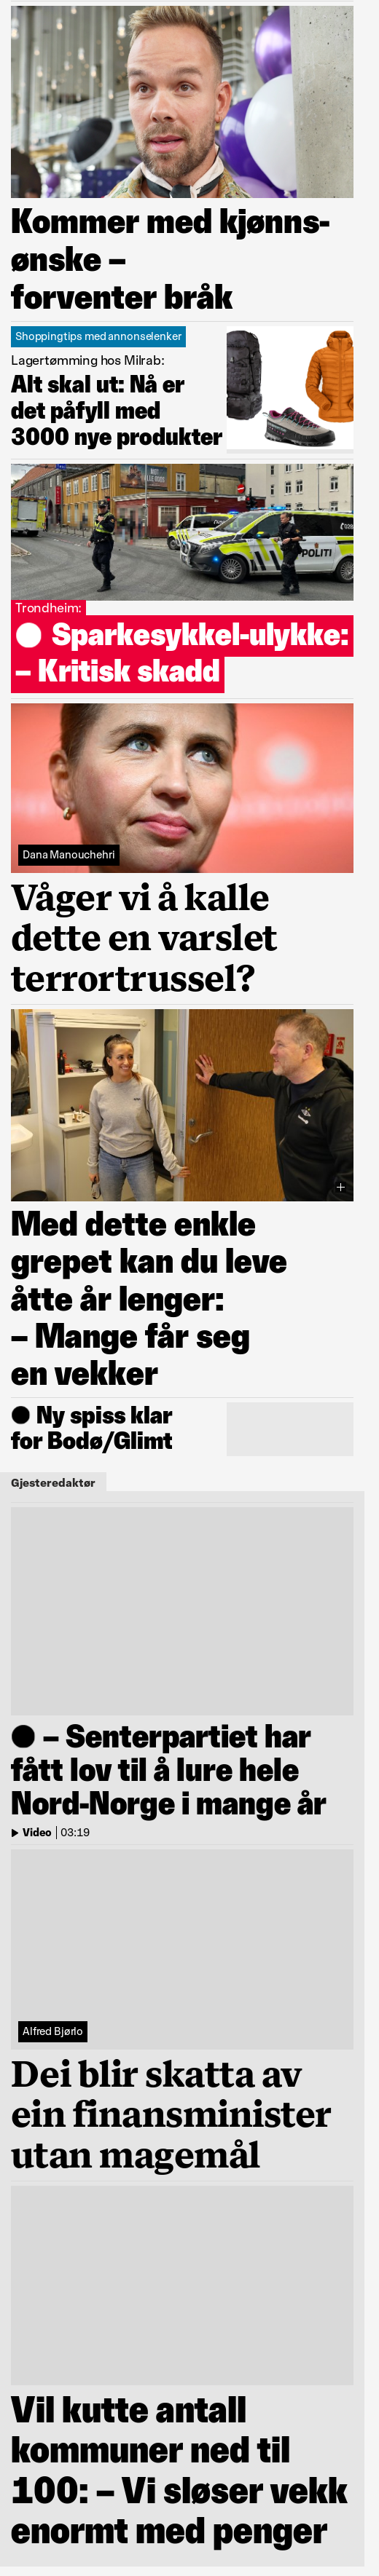 Kommer med kjønns-
ønske –
forventer bråk
Shoppingtips med annonselenker
Lagertømming hos Milrab:
Alt skal ut: Nå er
det påfyll med
3000 nye produkter
POLITI
Trondheim:
Sparkesykkel-ulykke:
– Kritisk skadd
Dana Manouchehri
Våger vi å kalle
dette en varslet
terrortrussel?
Med dette enkle
grepet kan du leve
åtte år lenger:
– Mange får seg
en vekker
Ny spiss klar
for Bodø/Glimt
Gjesteredaktør
– Senterpartiet har
fått lov til å lure hele
Nord-Norge i mange år
Video | 03:19
Alfred Bjørlo
Dei blir skatta av
ein finansminister
utan magemål
Vil kutte antall
kommuner ned til
100: – Vi sløser vekk
enormt med penger